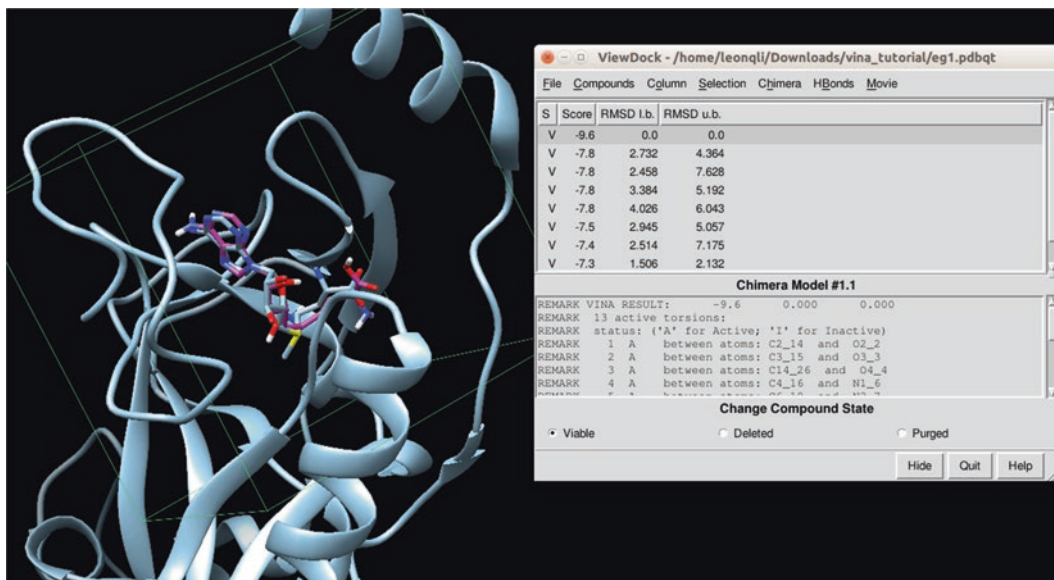 ViewDock - /home/leonqli/Downloads/vina_tutorial/eg1.pdbqt
File Compounds Column Selection Chimera HBonds Movie
S Score RMSD l.b. RMSD u.b.
V -9.6 0.0 0.0
V -7.8 2.732 4.364
V -7.8 2.458 7.628
V -7.8 3.384 5.192
V -7.8 4.026 6.043
V -7.5 2.945 5.057
V -7.4 2.514 7.175
V -7.3 1.506 2.132
Chimera Model #1.1
REMARK VINA RESULT: -9.6 0.000 0.000
REMARK 13 active torsions:
REMARK status: ('A' for Active; 'I' for Inactive)
REMARK 1 A between atoms: C2_14 and O2_2
REMARK 2 A between atoms: C3_15 and O3_3
REMARK 3 A between atoms: C14_26 and O4_4
REMARK 4 A between atoms: C4_16 and N1_6
REMARK between atoms:
Change Compound State
Viable Deleted Purged
Hide Quit Help